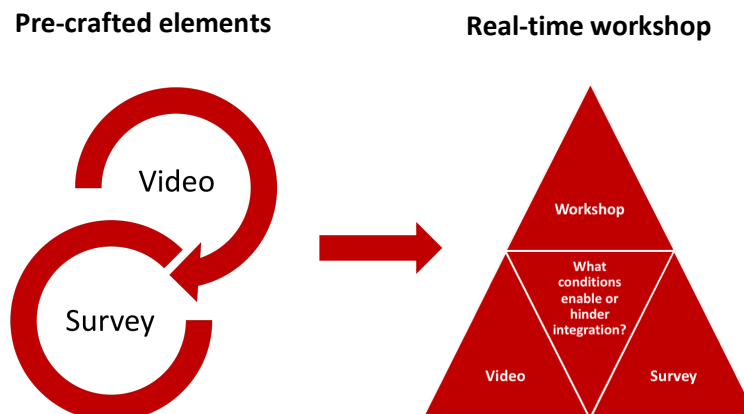 Pre-crafted elements
Real-time workshop
Video
Survey
Workshop
What
conditions
enable or
hinder
integration?
Video
Survey